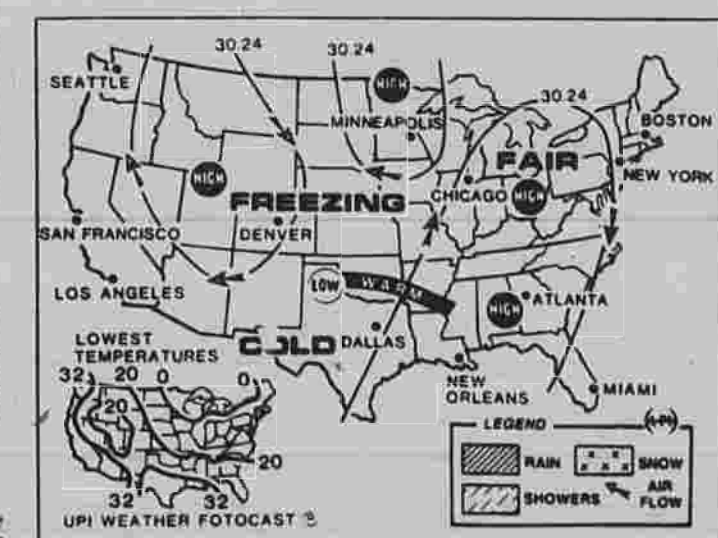 30.24
30.24
SEATTLE
HIGH
30.24
MINNEAPOLIS
BOSTON
FAIR
NEW YORK
HIGH
CHICAGO
HIGH
FREEZING
SAN FRANCISCO
DENVER
LOW
WARM
LOS ANGELES
HIGH
ATLANTA
COLD
DALLAS
NEW
ORLEANS
MIAMI
LOWEST
TEMPERATURES
32
20
0
0
20
20
32
32
UPI WEATHER FOTOCAST
LEGEND
(UPI)
RAIN
SNOW
SHOWERS
AIR
FLOW